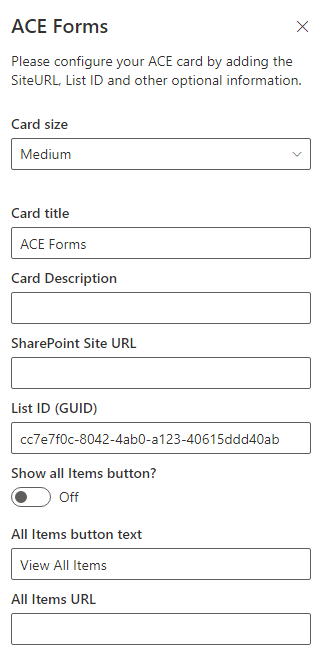 ACE Forms
Please configure your ACE card by adding the
SiteURL, List ID and other optional information.
Card size
Medium
Card title
ACE Forms
Card Description
SharePoint Site URL
List ID (GUID)
cc7e7f0c-8042-4ab0-a123-40615ddd40ab
Show all Items button?
Off
All Items button text
View All Items
All Items URL